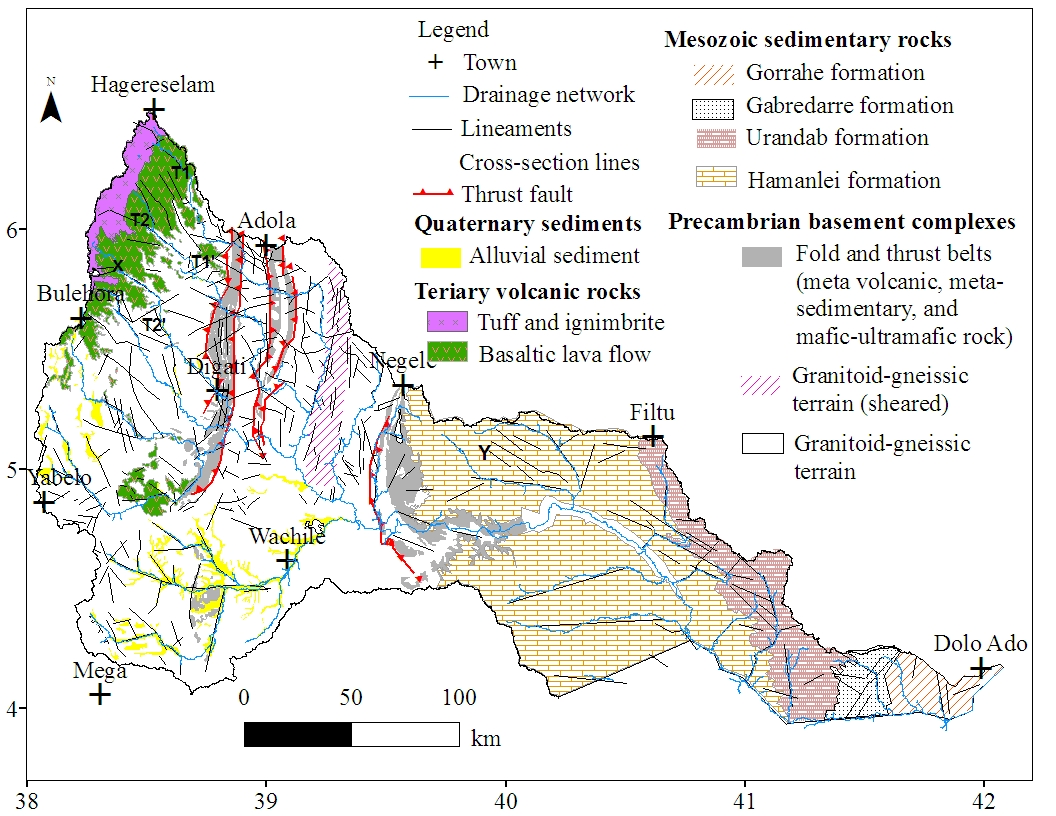 Legend
Town
Drainage network
Lineaments
Cross-section lines
Thrust fault
Quaternary sediments
Alluvial sediment
Teriary volcanic rocks
Tuff and ignimbrite
Basaltic lava flow
Mesozoic sedimentary rocks
Gorrahe formation
Gabredarre formation
Urandab formation
Hamanlei formation
Precambrian basement complexes
Fold and thrust belts
(meta volcanic, meta-
sedimentary, and
mafic-ultramafic rock)
Granitoid-gneissic
terrain (sheared)
Granitoid-gneissic
terrain
N
Hagereselam
T1
T2
Adola
X
T1'
Bulehora
T2'
Digati
Negele
Filtu
Y
Yabelo
Wachile
Mega
Dolo Ado
0 50 100
km
6
5
4
38 39 40 41 42